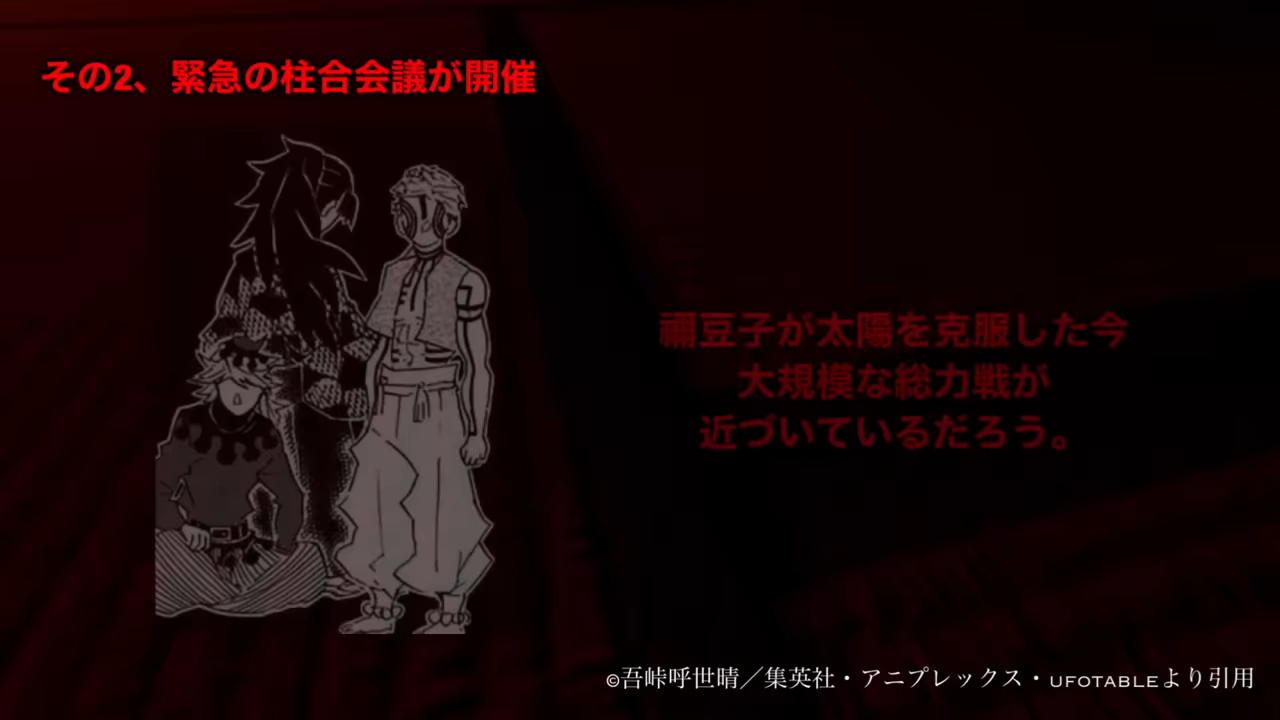 その2、緊急の柱合会議が開催
禰豆子が太陽を克服した今
大規模な総力戦が
近づいているだろう。
©吾峠呼世晴／集英社・アニプレックス・UFOTABLEより引用